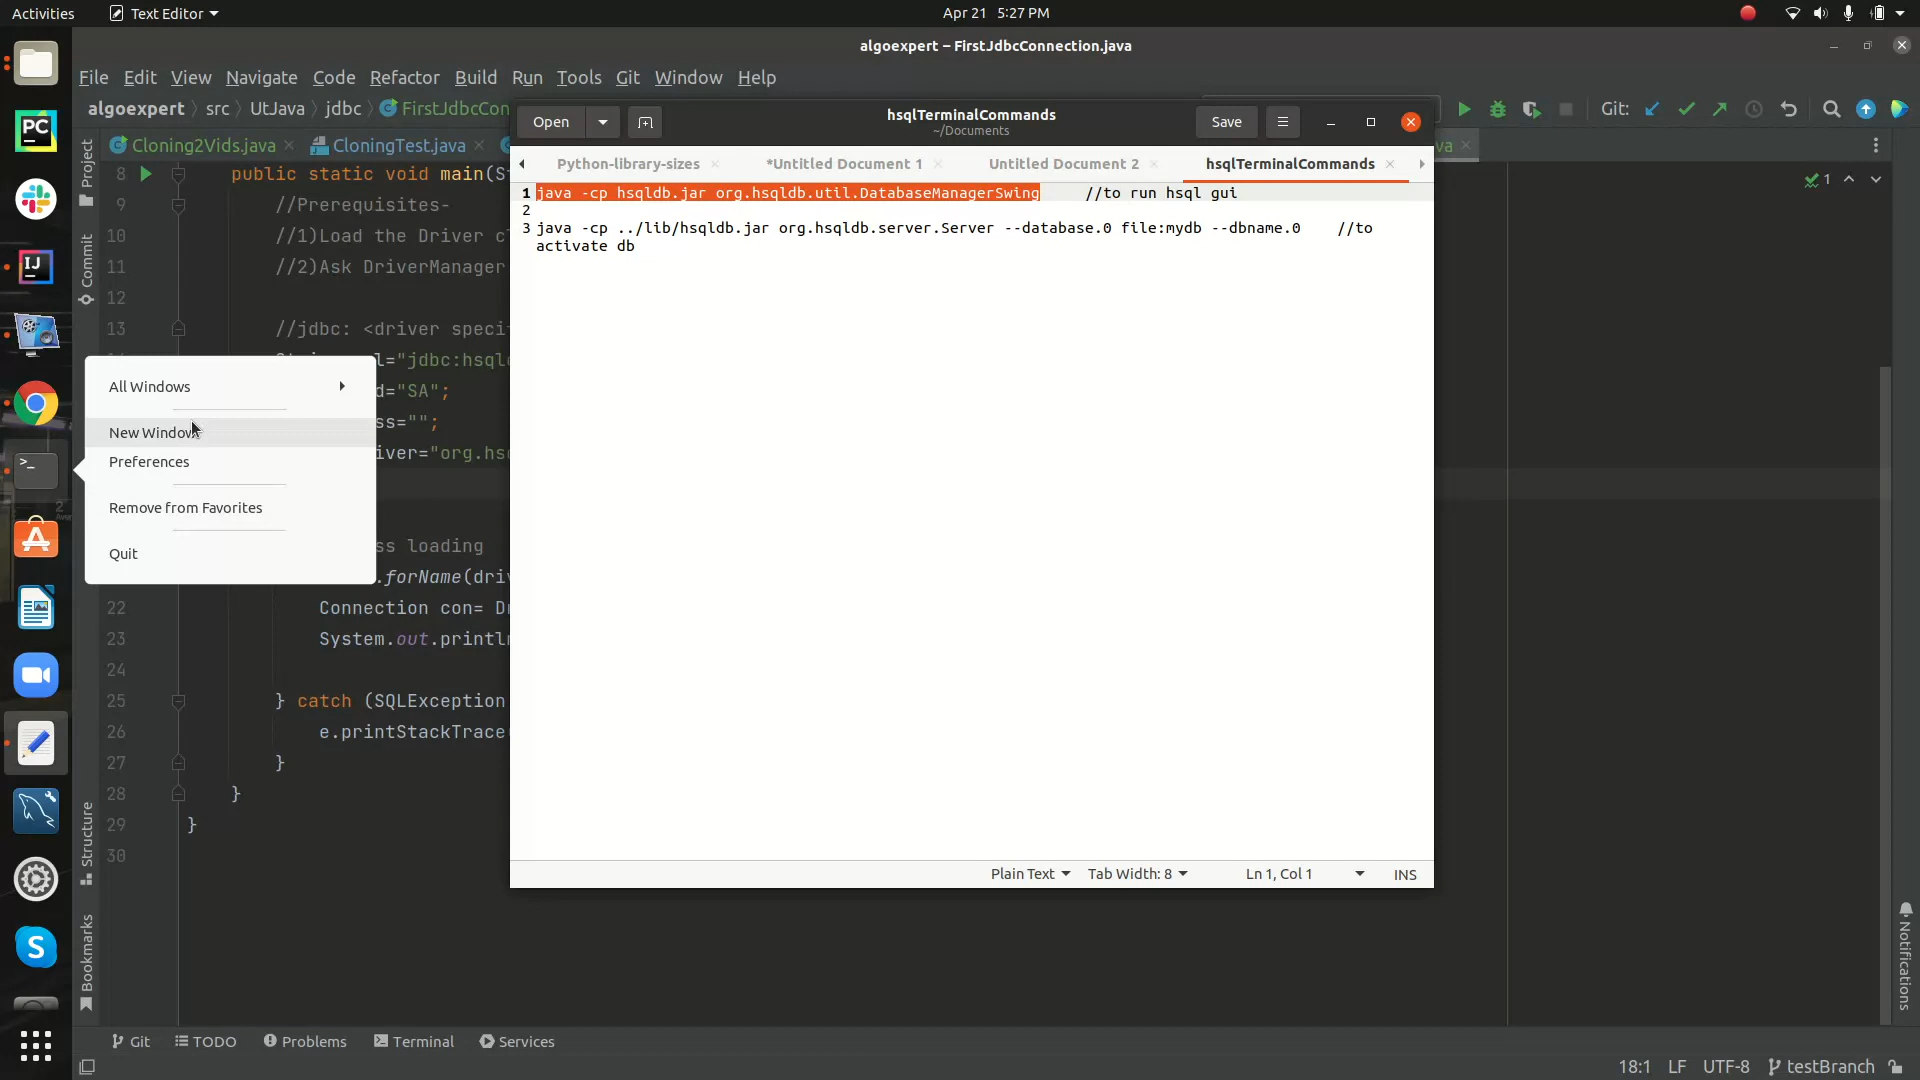 Activities
Text Editor
Apr 21 5:27 PM
algoexpert – FirstJdbcConnection.java
File Edit View Navigate Code Refactor Build Run Tools Git Window Help
algoexpert src UtJava jdbc FirstJdbcCon
Git:
Cloning2Vids.java
CloningTest.java
va
Project
Commit
Structure
Bookmarks
Notifications
1
8 public static void main(S
9 //Prerequisites-
10 //1)Load the Driver c
11 //2)Ask DriverManager
12
13 //jdbc: <driver speci
l="jdbc:hsql
d="SA";
ss="";
iver="org.hs
ss loading
.forName(dri
22 Connection con= D
23 System.out.println
24
25 } catch (SQLException
26 e.printStackTrace
27 }
28 }
29 }
30
All Windows
New Window
Preferences
Remove from Favorites
Quit
Open
hsqlTerminalCommands
~/Documents
Save
Python-library-sizes
*Untitled Document 1
Untitled Document 2
hsqlTerminalCommands
1 java -cp hsqldb.jar org.hsqldb.util.DatabaseManagerSwing //to run hsql gui
2
3 java -cp ../lib/hsqldb.jar org.hsqldb.server.Server --database.0 file:mydb --dbname.0 //to
activate db
Plain Text Tab Width: 8 Ln 1, Col 1 INS
PC
IJ
>_
Git TODO Problems Terminal Services
18:1 LF UTF-8 testBranch